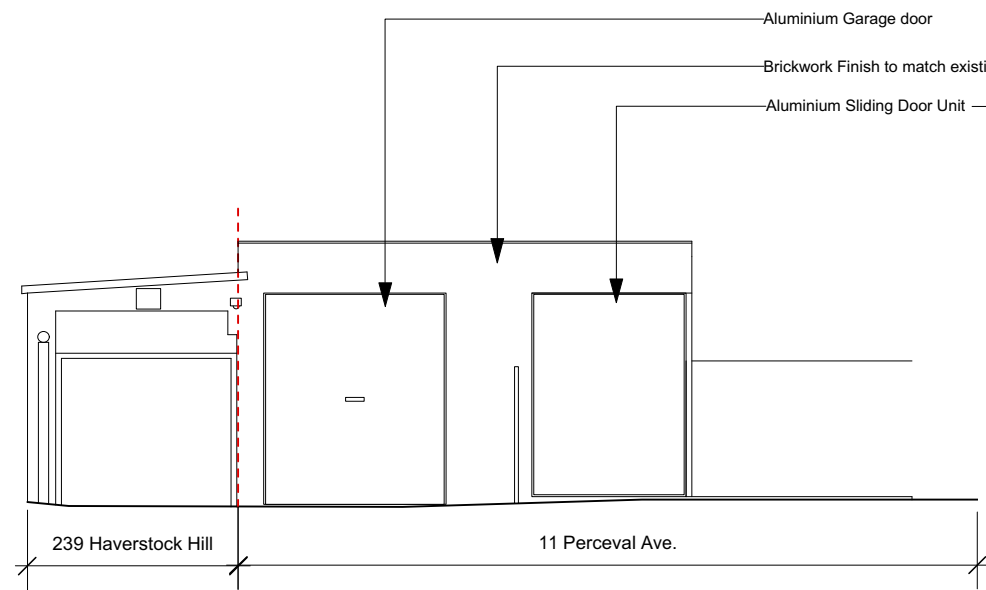 Aluminium Garage door
Brickwork Finish to match existi
Aluminium Sliding Door Unit
239 Haverstock Hill
11 Perceval Ave.